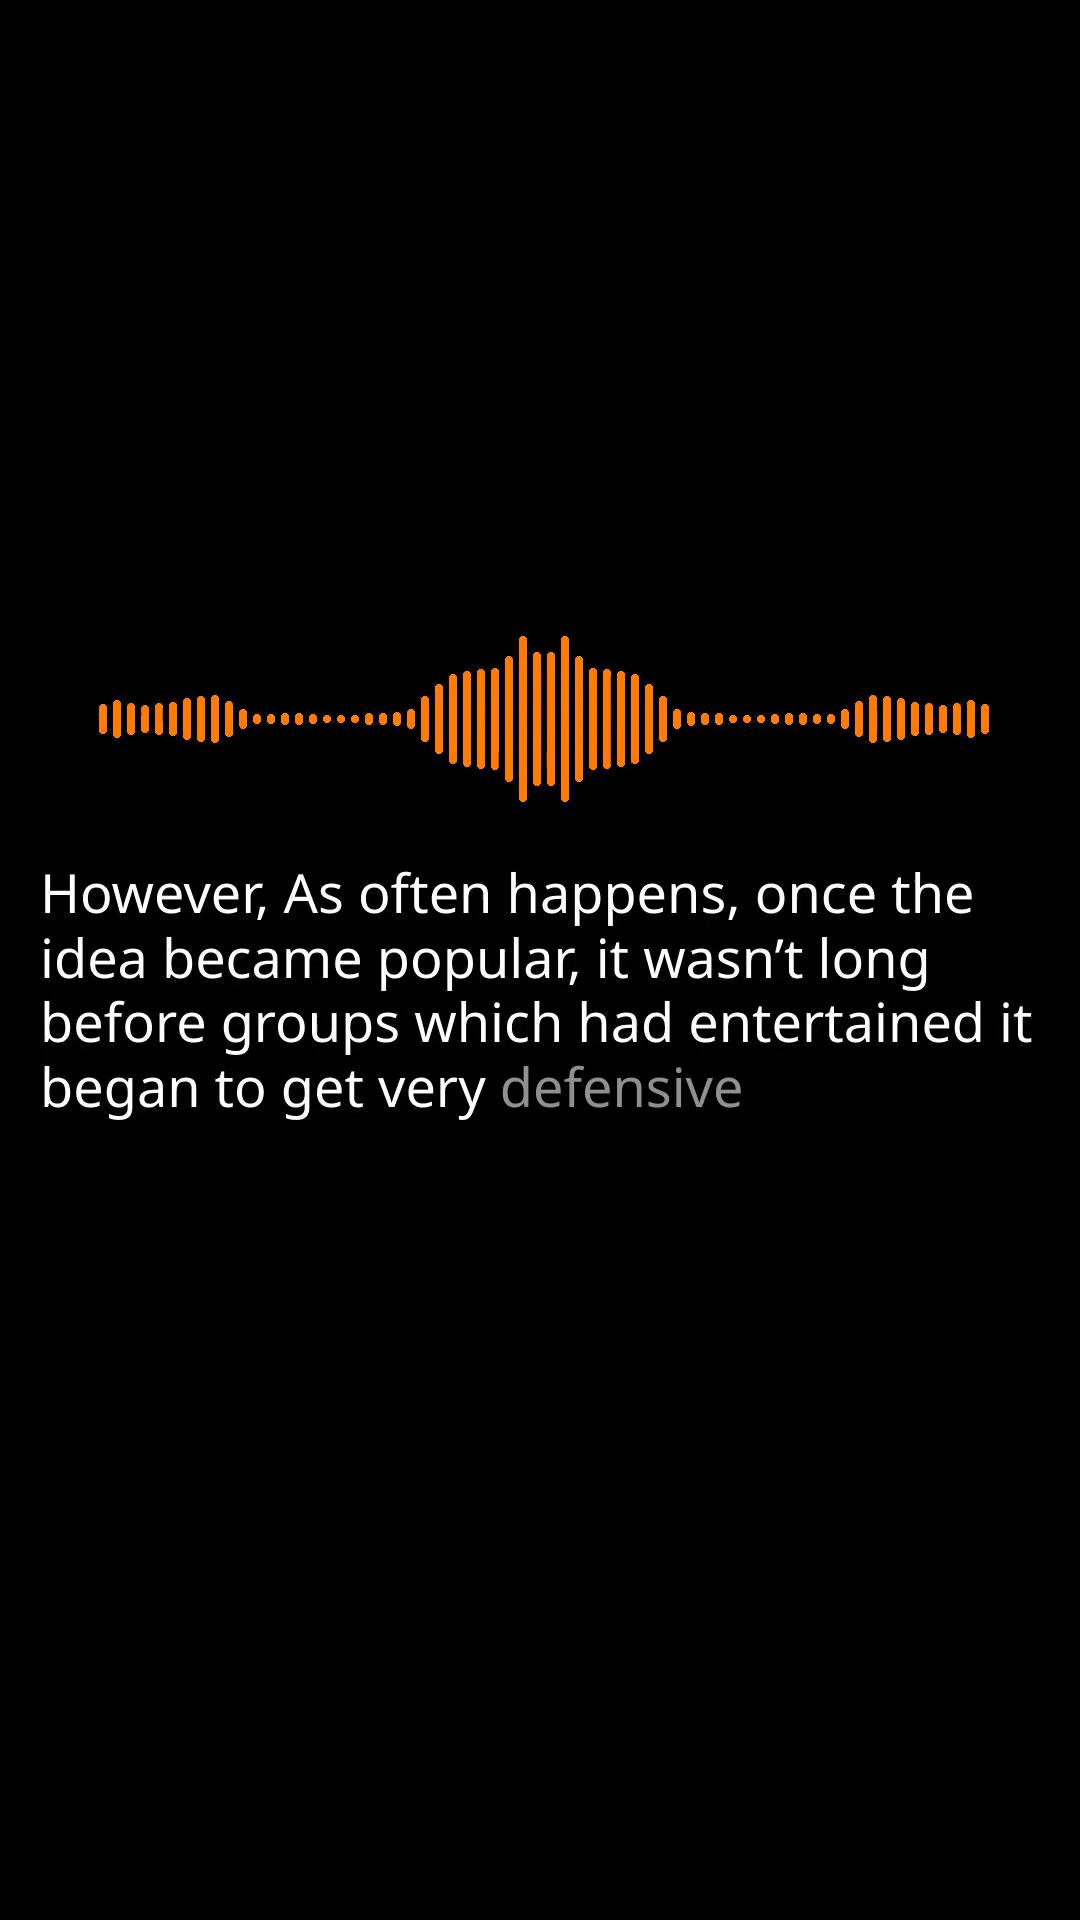 However, As often happens, once the
idea became popular, it wasn’t long
before groups which had entertained it
began to get very defensive